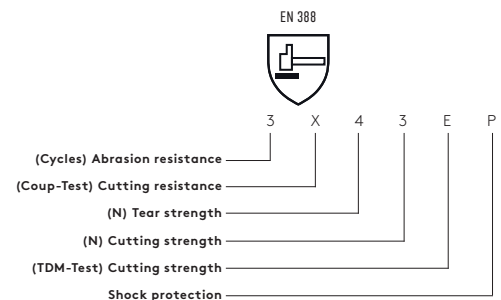 EN 388
3 X 4 3 E P
(Cycles) Abrasion resistance
(Coup-Test) Cutting resistance
(N) Tear strength
(N) Cutting strength
(TDM-Test) Cutting strength
Shock protection